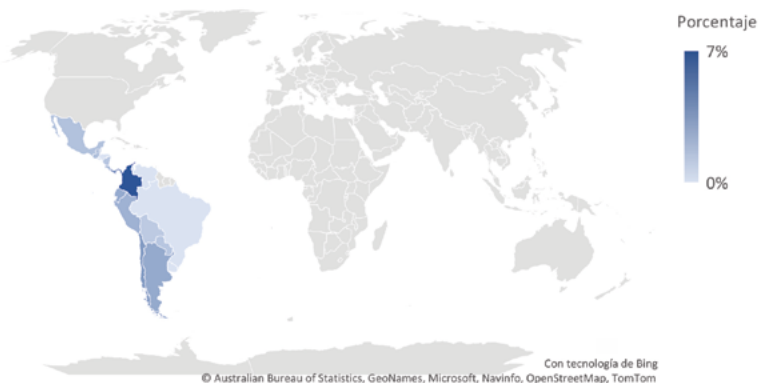 Porcentaje
7%
0%
Con tecnología de Bing
© Australian Bureau of Statistics, GeoNames, Microsoft, Navinfo, OpenStreetMap, TomTom